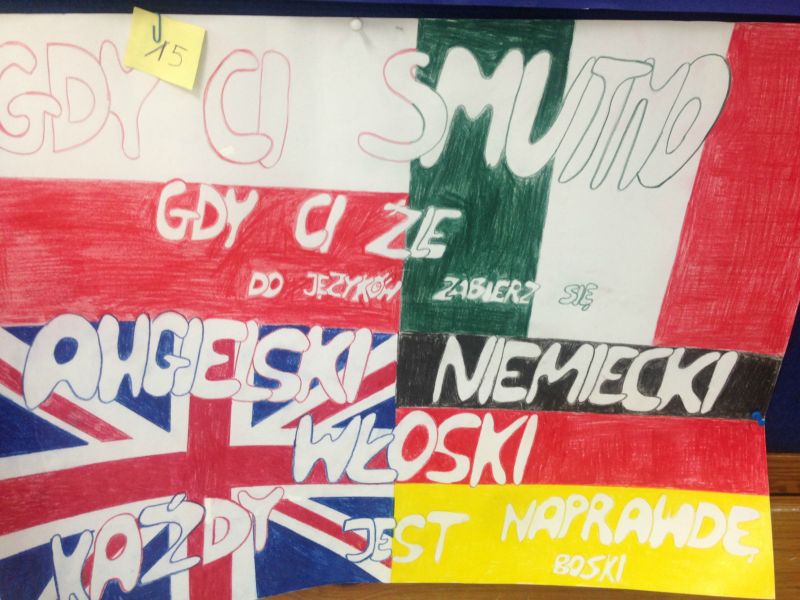 15
GDY CI SMUTNO
GDY CI ŹLE
DO JĘZYKÓW ZABIERZ SIĘ
ANGIELSKI NIEMIECKI
WŁOSKI
KAŻDY JEST NAPRAWDĘ
BOSKI